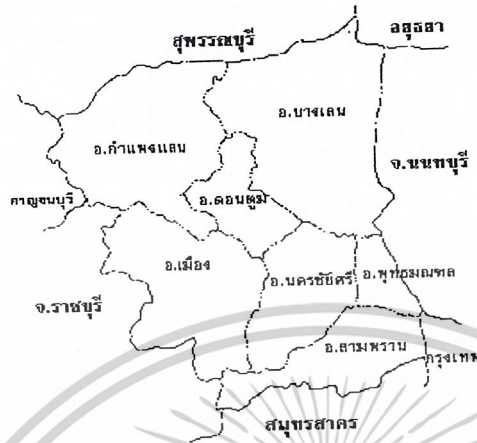 สุพรรณบุรี
อยุธยา
อ.บางเลน
อ.กำแพงแสน
จ.นนทบุรี
กาญจนบุรี
อ.ดอนตูม
อ.เมือง
อ.นครชัยศรี
อ.พุทธมณฑล
จ.ราชบุรี
อ.สามพราน
กรุงเทพ
สมุทรสาคร